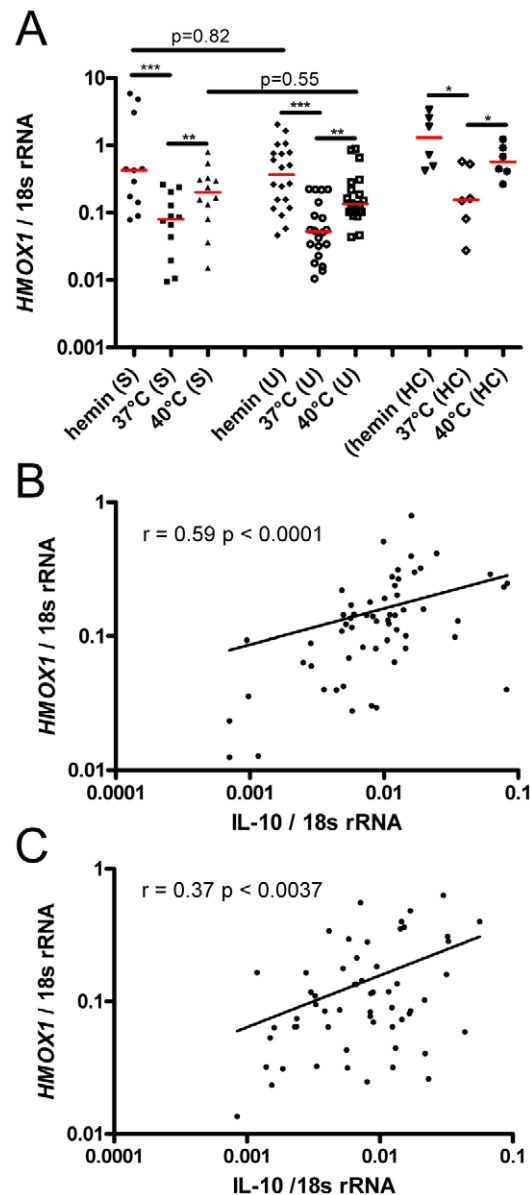 A
p=0.82
p=0.55
*** ** *** ** * *
HMOX1 / 18s rRNA
10
1
0.1
0.01
0.001
hemin (S)
37°C (S)
40°C (S)
hemin (U)
37°C (U)
40°C (U)
(hemin (HC)
37°C (HC)
40°C (HC)
B
r = 0.59 p < 0.0001
HMOX1 / 18s rRNA
1
0.1
0.01
0.0001 0.001 0.01 0.1
IL-10 / 18s rRNA
C
r = 0.37 p < 0.0037
HMOX1 / 18s rRNA
1
0.1
0.01
0.0001 0.001 0.01 0.1
IL-10 /18s rRNA